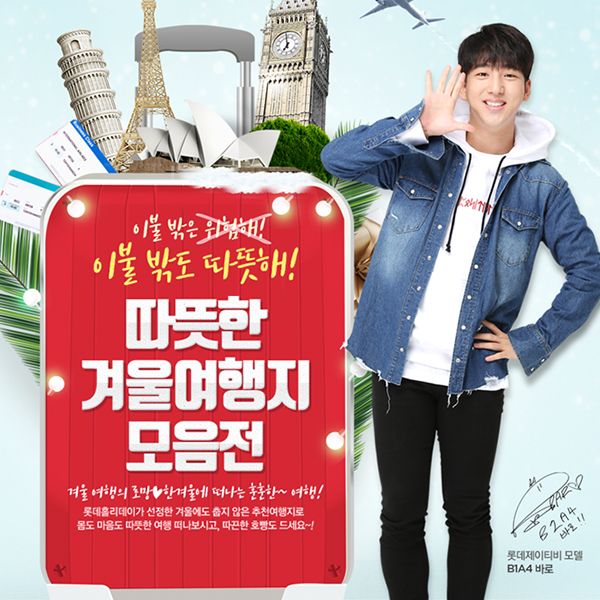 이불 밖은 위험해!
이불 밖도 따뜻해!
따뜻한
겨울여행지
모음전
겨울 여행의 로망♥한겨울에 떠나는 훈훈한~ 여행!
롯데홀리데이가 선정한 겨울에도 춥지 않은 추천여행지로
몸도 마음도 따뜻한 여행 떠나보시고, 따끈한 호빵도 드세요~!
B1A4
바로!!
롯데제이티비 모델
B1A4 바로